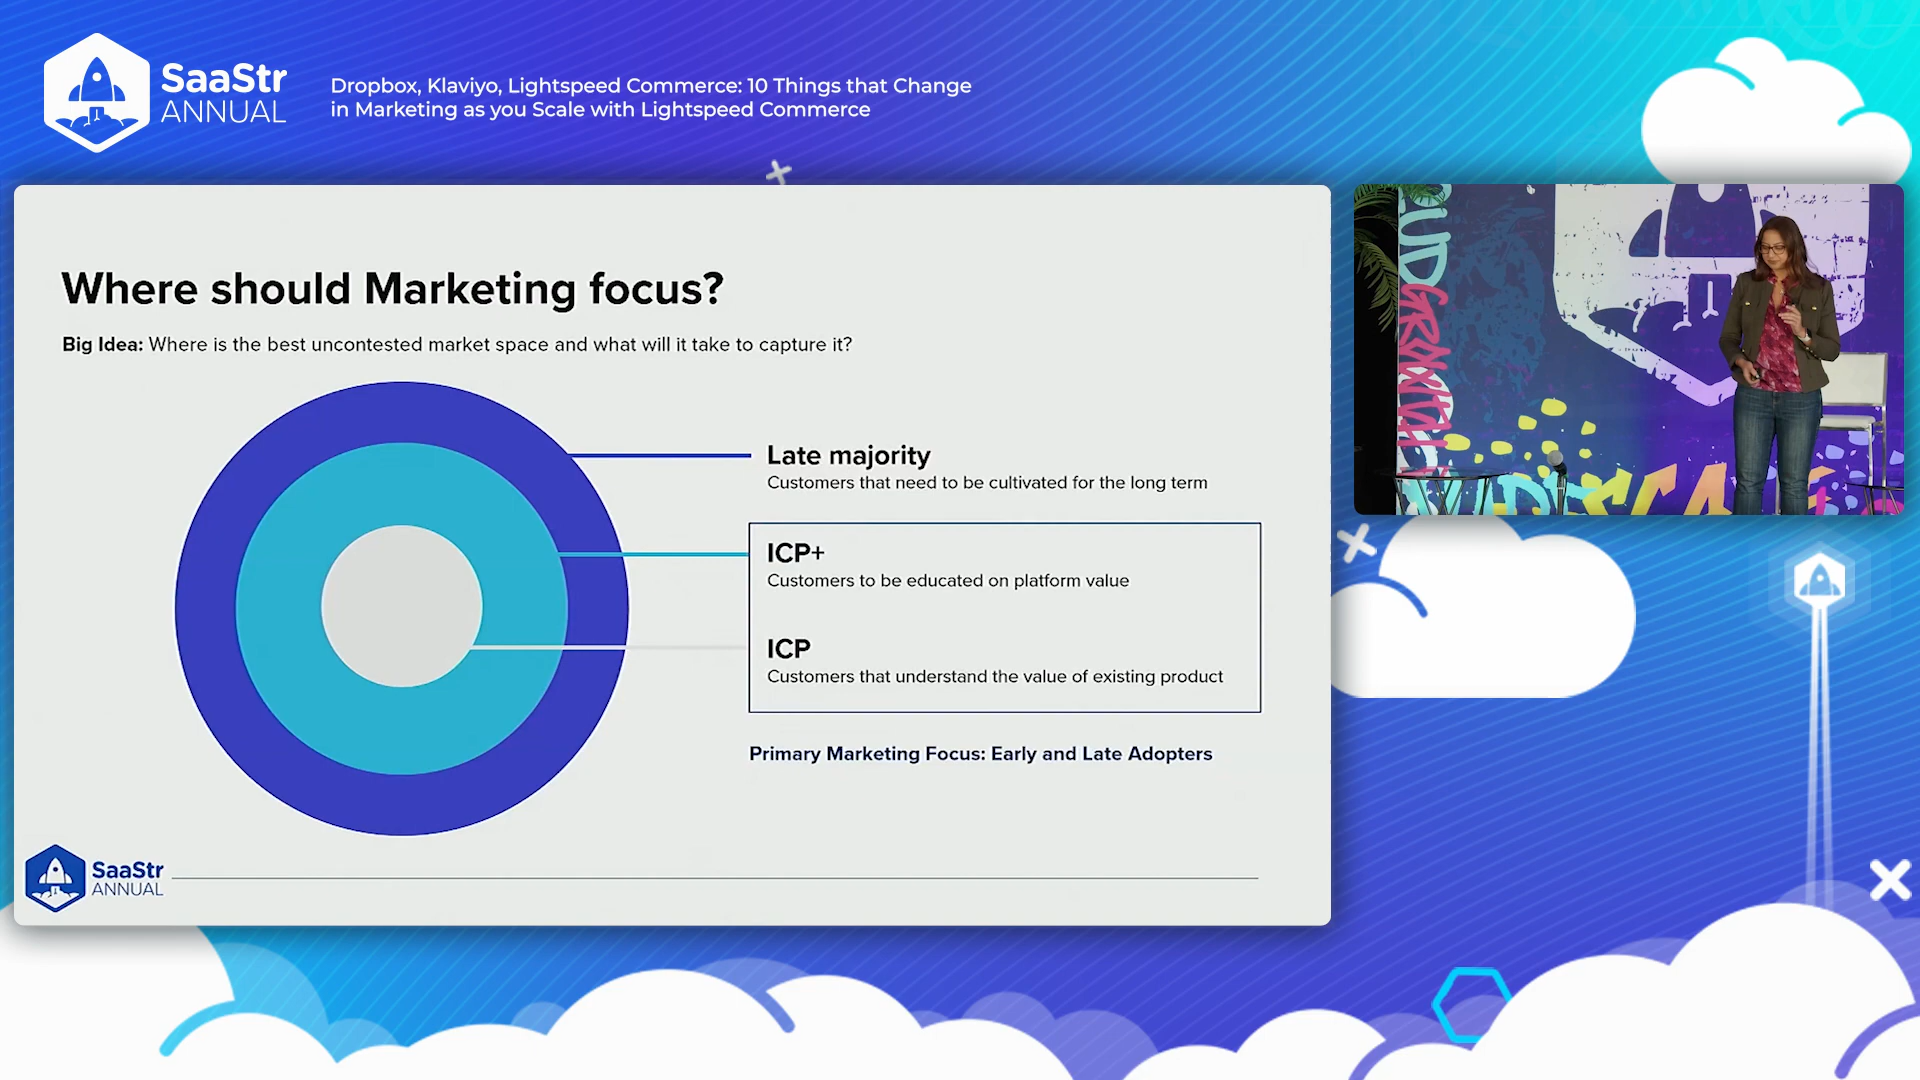 SaaStr
ANNUAL
Dropbox, Klaviyo, Lightspeed Commerce: 10 Things that Change
in Marketing as you Scale with Lightspeed Commerce
Where should Marketing focus?
Big Idea: Where is the best uncontested market space and what will it take to capture it?
Late majority
Customers that need to be cultivated for the long term
ICP+
Customers to be educated on platform value
ICP
Customers that understand the value of existing product
Primary Marketing Focus: Early and Late Adopters
SaaStr
ANNUAL